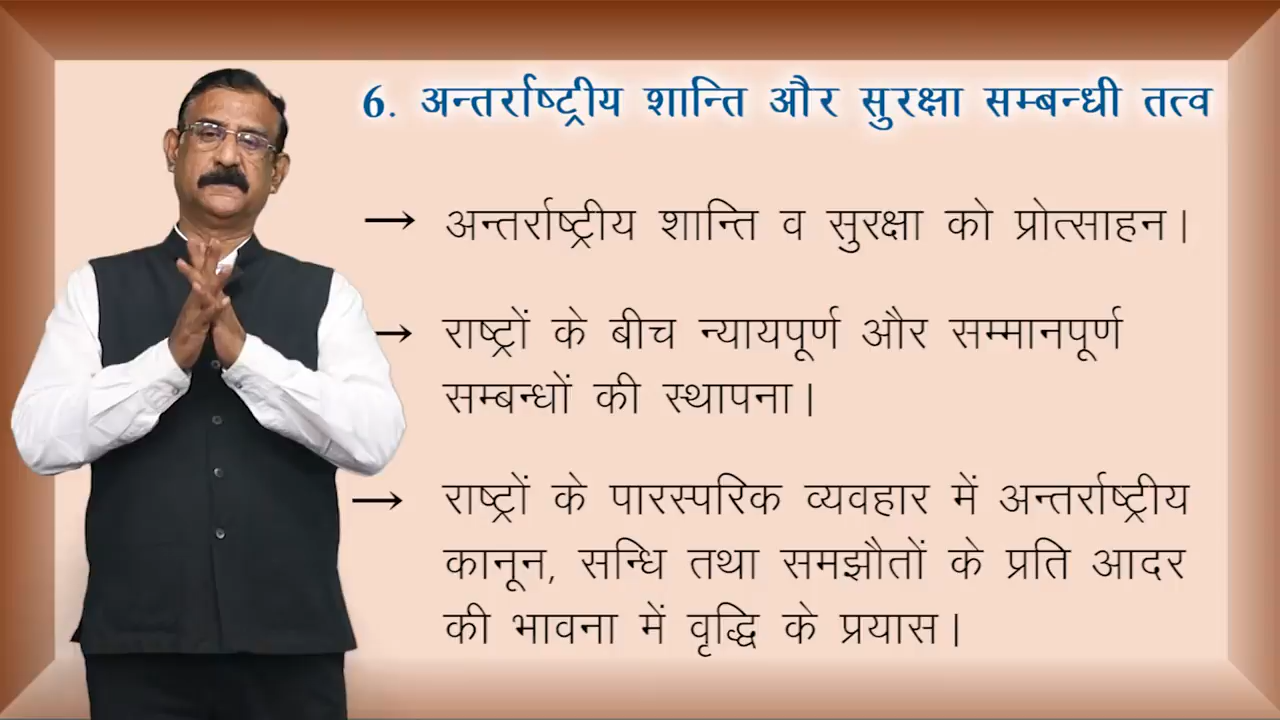 6. अन्तर्राष्ट्रीय शान्ति और सुरक्षा सम्बन्धी तत्व
→ अन्तर्राष्ट्रीय शान्ति व सुरक्षा को प्रोत्साहन।
→ राष्ट्रों के बीच न्यायपूर्ण और सम्मानपूर्ण
सम्बन्धों की स्थापना।
→ राष्ट्रों के पारस्परिक व्यवहार में अन्तर्राष्ट्रीय
कानून, सन्धि तथा समझौतों के प्रति आदर
की भावना में वृद्धि के प्रयास।